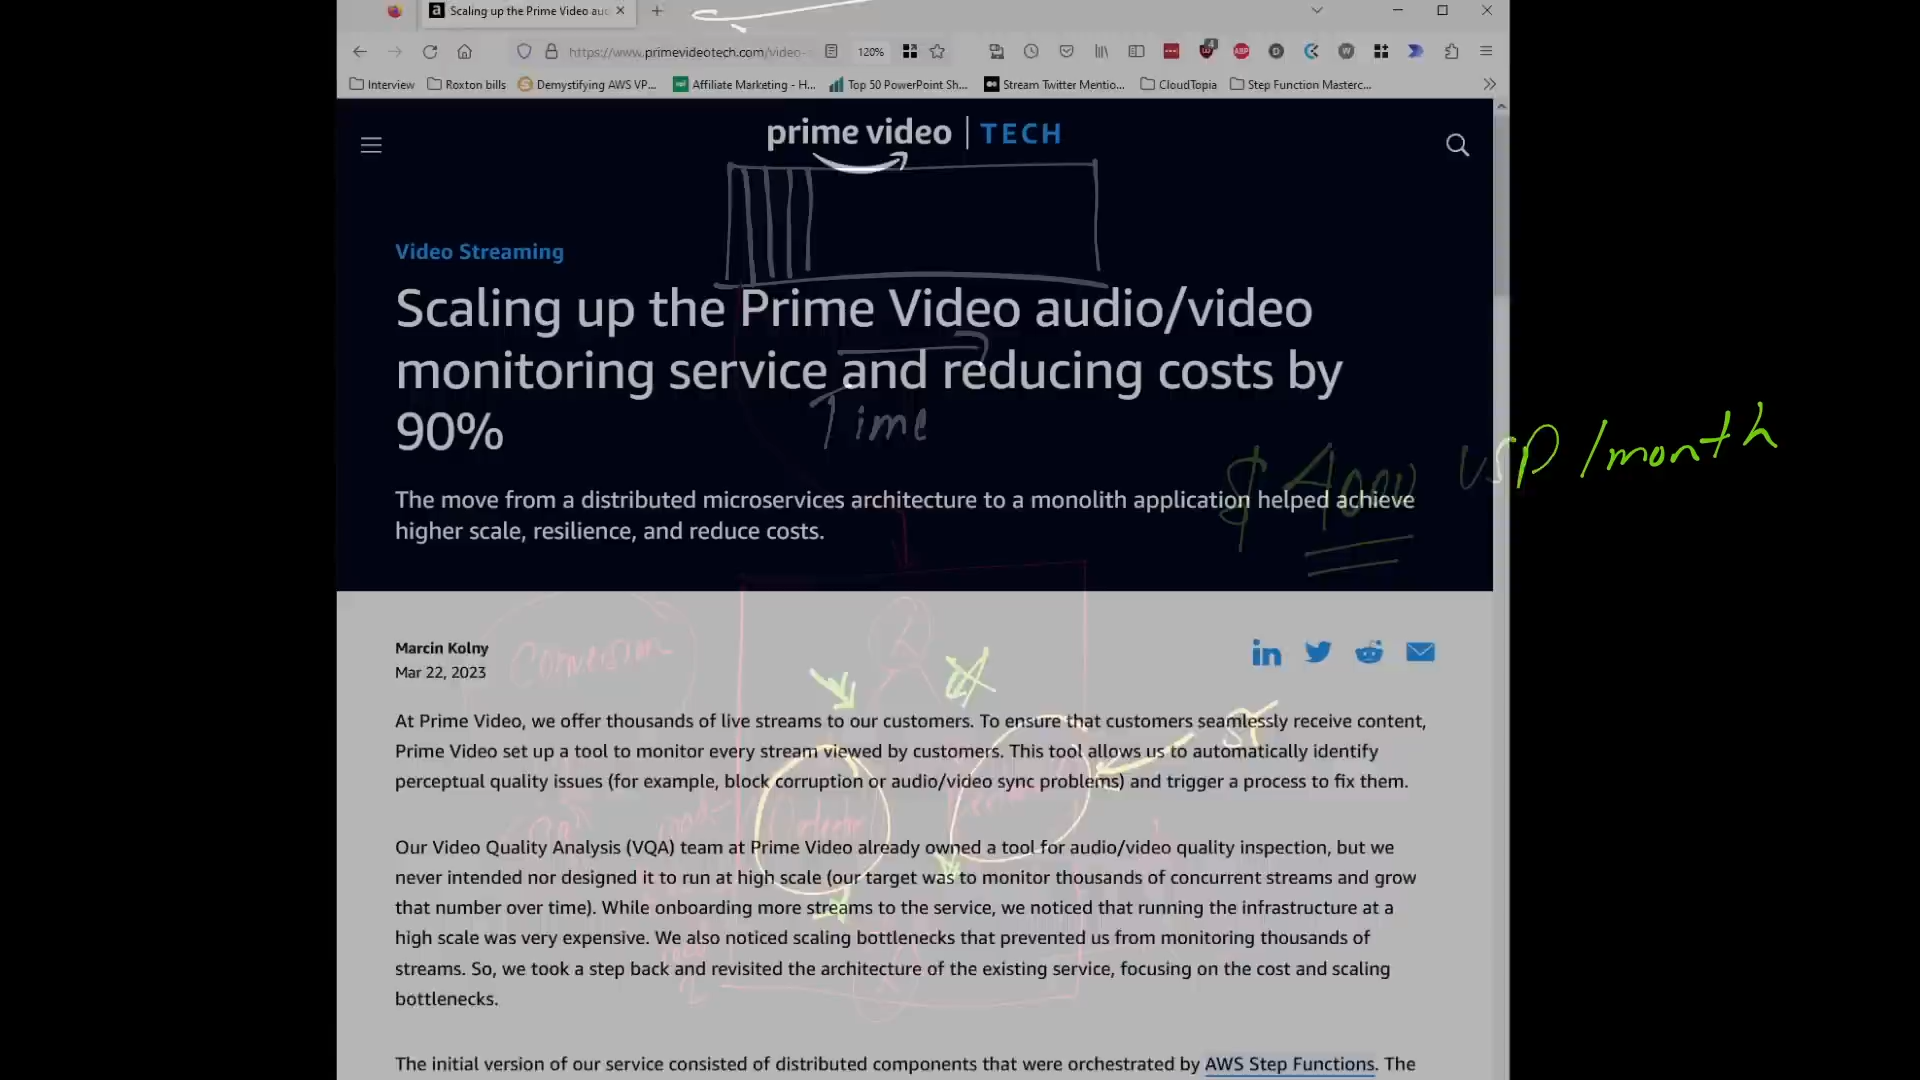 Scaling up the Prime Video au
https://www.primevideotech.com/video-
120%
4
ABP
Interview
Roxton bills
Demystifying AWS VP...
Affiliate Marketing - H...
Top 50 PowerPoint Sh...
Stream Twitter Mentio...
CloudTopia
Step Function Masterc...
prime video | TECH
Video Streaming
Scaling up the Prime Video audio/video
monitoring service and reducing costs by
90%
Time
$ 4000 USD /month
The move from a distributed microservices architecture to a monolith application helped achieve
higher scale, resilience, and reduce costs.
Marcin Kolny
Mar 22, 2023
Conversion
At Prime Video, we offer thousands of live streams to our customers. To ensure that customers seamlessly receive content,
Prime Video set up a tool to monitor every stream viewed by customers. This tool allows us to automatically identify
perceptual quality issues (for example, block corruption or audio/video sync problems) and trigger a process to fix them.
Our Video Quality Analysis (VQA) team at Prime Video already owned a tool for audio/video quality inspection, but we
never intended nor designed it to run at high scale (our target was to monitor thousands of concurrent streams and grow
that number over time). While onboarding more streams to the service, we noticed that running the infrastructure at a
high scale was very expensive. We also noticed scaling bottlenecks that prevented us from monitoring thousands of
streams. So, we took a step back and revisited the architecture of the existing service, focusing on the cost and scaling
bottlenecks.
The initial version of our service consisted of distributed components that were orchestrated by AWS Step Functions. The